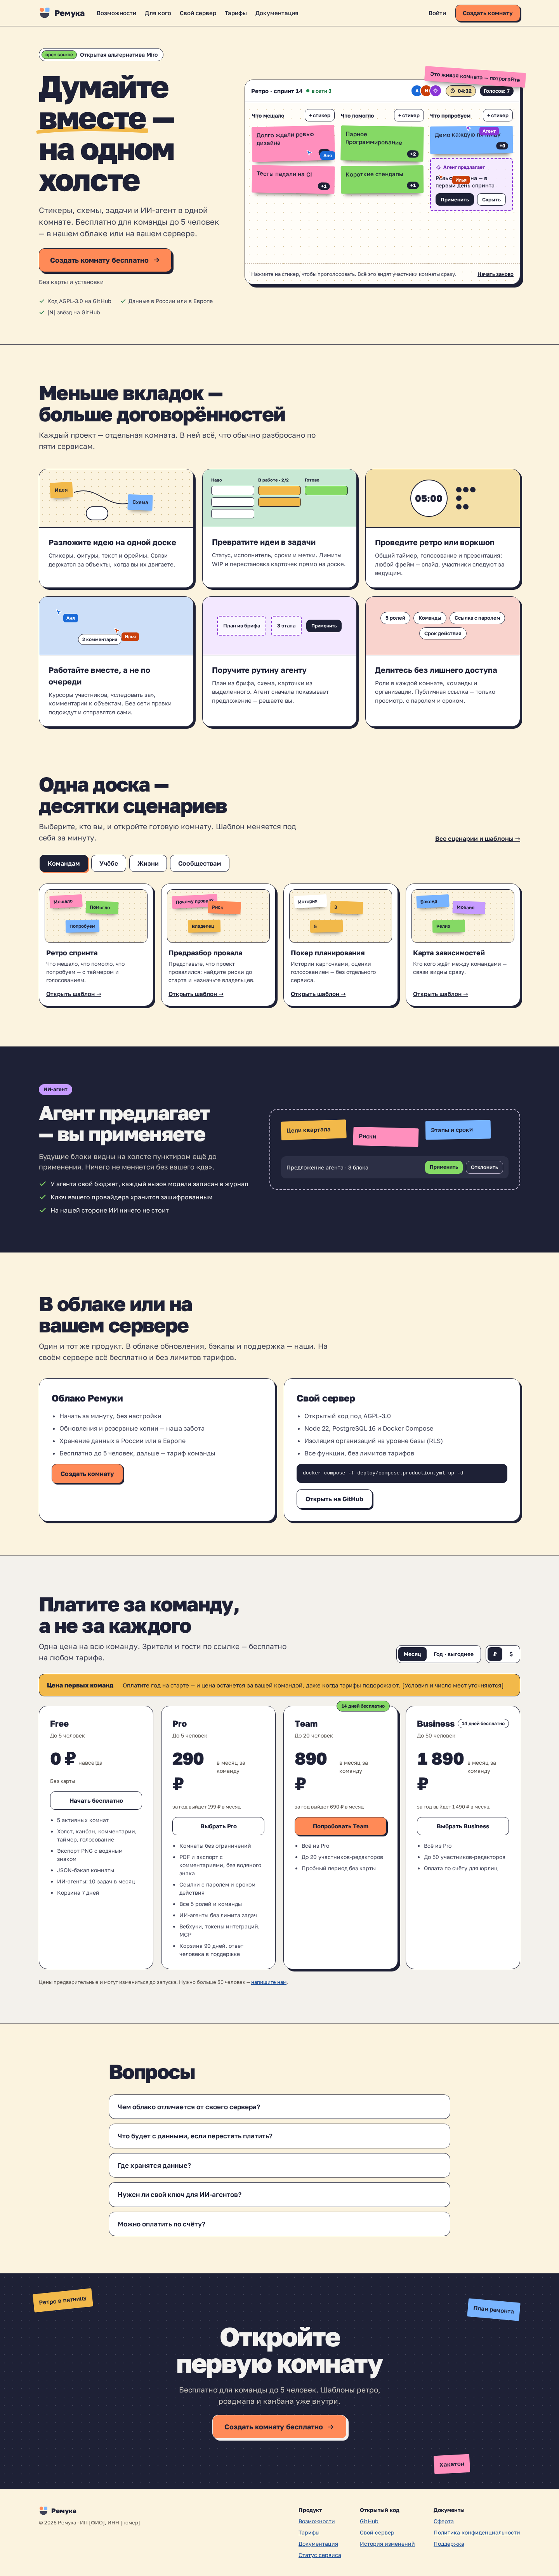 Ремука
Возможности
Для кого
Свой сервер
Тарифы
Документация
Войти
Создать комнату
open source
Открытая альтернатива Miro
Думайте
вместе —
на одном
холсте
Стикеры, схемы, задачи и ИИ-агент в одной
комнате. Бесплатно для команды до 5 человек
— в нашем облаке или на вашем сервере.
Создать комнату бесплатно →
Без карты и установки
Код AGPL-3.0 на GitHub
Данные в России или в Европе
[N] звёзд на GitHub
Это живая комната — потрогайте
Ретро · спринт 14
в сети 3
А
И
04:32
Голосов: 7
Что мешало
+ стикер
Что помогло
+ стикер
Что попробуем
+ стикер
Долго ждали ревью
дизайна
Аня
Тесты падали на CI
+1
Парное
программирование
+2
Короткие стендапы
+1
Демо каждую
Агент
Агент предлагает
Илья
первый день спринта
Применить
Скрыть
Нажмите на стикер, чтобы проголосовать. Всё это видят участники комнаты сразу.
Начать заново
Меньше вкладок —
больше договорённостей
Каждый проект — отдельная комната. В ней всё, что обычно разбросано по
пяти сервисам.
Идея
Схема
Разложите идею на одной доске
Стикеры, фигуры, текст и фреймы. Связи
держатся за объекты, когда вы их двигаете.
Надо
В работе · 2/2
Готово
Превратите идеи в задачи
Статус, исполнитель, сроки и метки. Лимиты
WIP и перестановка карточек прямо на доске.
05:00
Проведите ретро или воркшоп
Общий таймер, голосование и презентация:
любой фрейм — слайд, участники следуют за
ведущим.
Аня
Илья
2 комментария
Работайте вместе, а не по
очереди
Курсоры участников, «следовать за»,
комментарии к объектам. Без сети правки
подождут и отправятся сами.
План из брифа
3 этапа
Применить
Поручите рутину агенту
План из брифа, схема, карточки из
выделенного. Агент сначала показывает
предложение — решаете вы.
5 ролей
Команды
Ссылка с паролем
Срок действия
Делитесь без лишнего доступа
Роли в каждой комнате, команды и
организации. Публичная ссылка — только
просмотр, с паролем и сроком.
Одна доска —
десятки сценариев
Выберите, кто вы, и откройте готовую комнату. Шаблон меняется под
себя за минуту.
Все сценарии и шаблоны →
Командам
Учёбе
Жизни
Сообществам
Мешало
Помогло
Попробуем
Ретро спринта
Что мешало, что помогло, что
попробуем — с таймером и
голосованием.
Открыть шаблон →
Риск
Владелец
Предразбор провала
Представьте, что проект
провалился: найдите риски до
старта и назначьте владельцев.
Открыть шаблон →
История
3
5
Покер планирования
Истории карточками, оценки
голосованием — без отдельного
сервиса.
Открыть шаблон →
Бэкенд
Мобайл
Релиз
Карта зависимостей
Кто кого ждёт между командами —
связи видны сразу.
Открыть шаблон →
ИИ-агент
Агент предлагает
— вы применяете
Будущие блоки видны на холсте пунктиром ещё до
применения. Ничего не меняется без вашего «да».
У агента свой бюджет, каждый вызов модели записан в журнал
Ключ вашего провайдера хранится зашифрованным
На нашей стороне ИИ ничего не стоит
Цели квартала
Риски
Этапы и сроки
Предложение агента · 3 блока
Применить
Отклонить
В облаке или на
вашем сервере
Один и тот же продукт. В облаке обновления, бэкапы и поддержка — наши. На
своём сервере всё бесплатно и без лимитов тарифов.
Облако Ремуки
Начать за минуту, без настройки
Обновления и резервные копии — наша забота
Хранение данных в России или в Европе
Бесплатно до 5 человек, дальше — тариф команды
Создать комнату
Свой сервер
Открытый код под AGPL-3.0
Node 22, PostgreSQL 16 и Docker Compose
Изоляция организаций на уровне базы (RLS)
Все функции, без лимитов тарифов
docker compose -f deploy/compose.production.yml up -d
Открыть на GitHub
Платите за команду,
а не за каждого
Одна цена на всю команду. Зрители и гости по ссылке — бесплатно
на любом тарифе.
Месяц
Год · выгоднее
₽
$
Цена первых команд
Оплатите год на старте — и цена останется за вашей командой, даже когда тарифы подорожают. [Условия и число мест уточняются]
Free
До 5 человек
0 ₽ навсегда
Без карты
Начать бесплатно
5 активных комнат
Холст, канбан, комментарии,
таймер, голосование
Экспорт PNG с водяным
знаком
JSON-бэкап комнаты
ИИ-агенты: 10 задач в месяц
Корзина 7 дней
Pro
До 5 человек
290 ₽
в месяц за
команду
за год выйдет 199 ₽ в месяц
Выбрать Pro
Комнаты без ограничений
PDF и экспорт с
комментариями, без водяного
знака
Ссылки с паролем и сроком
действия
Все 5 ролей и команды
ИИ-агенты без лимита задач
Вебхуки, токены интеграций,
MCP
Корзина 90 дней, ответ
человека в поддержке
14 дней бесплатно
Team
До 20 человек
890 ₽
в месяц за
команду
за год выйдет 690 ₽ в месяц
Попробовать Team
Всё из Pro
До 20 участников-редакторов
Пробный период без карты
Business
14 дней бесплатно
До 50 человек
1 890 ₽
в месяц за
команду
за год выйдет 1 490 ₽ в месяц
Выбрать Business
Всё из Pro
До 50 участников-редакторов
Оплата по счёту для юрлиц
Цены предварительные и могут измениться до запуска. Нужно больше 50 человек — напишите нам.
Вопросы
Чем облако отличается от своего сервера?
Что будет с данными, если перестать платить?
Где хранятся данные?
Нужен ли свой ключ для ИИ-агентов?
Можно оплатить по счёту?
Ретро в пятницу
План ремонта
Откройте
первую комнату
Бесплатно для команды до 5 человек. Шаблоны ретро,
роадмапа и канбана уже внутри.
Создать комнату бесплатно →
Хакатон
Ремука
© 2026 Ремука · ИП [ФИО], ИНН [номер]
Продукт
Возможности
Тарифы
Документация
Статус сервиса
Открытый код
GitHub
Свой сервер
История изменений
Документы
Оферта
Политика конфиденциальности
Поддержка